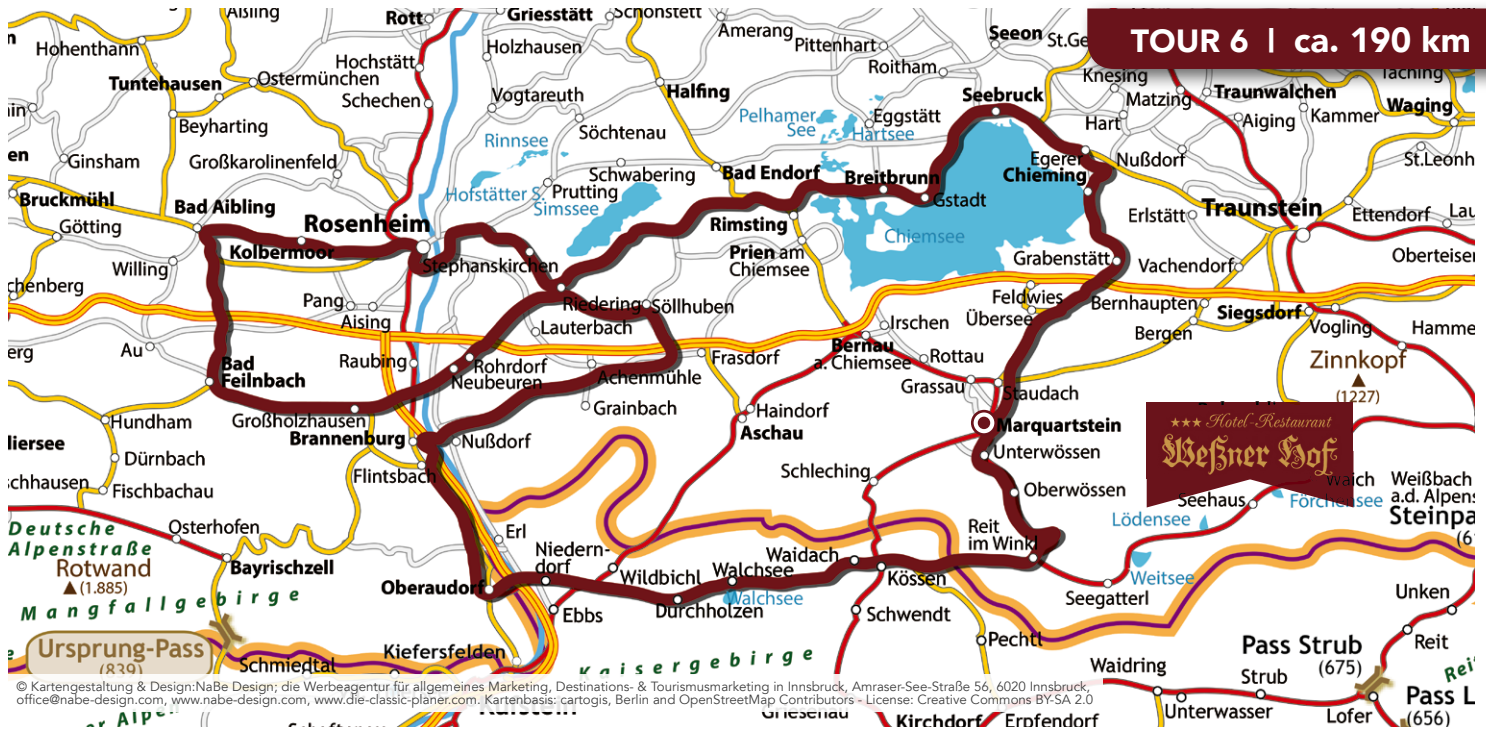 TOUR 6 | ca. 190 km
Aßling
Rott
Griesstätt
Schonstett
Amerang
Seeon
St.Ge
Hohenthann
Holzhausen
Pittenhart
Hochstätt
Roitham
Knesing
Taching
Tuntehausen
Ostermünchen
Schechen
Vogtareuth
Halfing
Seebruck
Matzing
Traunwalchen
Waging
Beyharting
Rinnsee
Söchtenau
Pelhamer
See
Eggstätt
Hartsee
Hart
Aiging
Kammer
Ginsham
Großkarolinenfeld
Schwabering
Bad Endorf
Breitbrunn
Egerer
Chieming
Nußdorf
St.Leonh
Bruckmühl
Bad Aibling
Hofstätter S.
Prutting
Simssee
Gstadt
Götting
Rosenheim
Rimsting
Chiemsee
Erlstätt
Traunstein
Ettendorf
Lau
Kolbermoor
Willing
Stephanskirchen
Prien am
Chiemsee
Grabenstätt
Vachendorf
Oberteiser
chenberg
Pang
Aising
Riedering
Söllhuben
Lauterbach
Feldwies
Übersee
Bernhaupten
Bergen
Siegsdorf
Vogling
Hamme
erg
Au
Raubing
Rohrdorf
Neubeuren
Frasdorf
Irschen
Bernau
a. Chiemsee
Rottau
Grassau
Zinnkopf
(1227)
Bad
Feilnbach
Achenmühle
Staudach
Hundham
Großholzhausen
Grainbach
Haindorf
Aschau
Marquartstein
★★★ Hotel-Restaurant
Weßner Hof
liersee
Brannenburg
Nußdorf
Unterwössen
Dürnbach
Flintsbach
Schleching
schhausen
Fischbachau
Oberwössen
Seehaus
Waich
Förchensee
Weißbach
a.d. Alpens
Steinpa
Deutsche
Alpenstraße
Osterhofen
Erl
Reit
im Winkl
Lödensee
Rotwand
(1.885)
Bayrischzell
Niedern-
dorf
Waidach
Weitsee
Mangfallgebirge
Oberaudorf
Wildbichl
Walchsee
Walchsee
Kössen
Seegatterl
Unken
Ebbs
Durchholzen
Schwendt
Ursprung-Pass
(839)
Schmiedtal
Kiefersfelden
Kaisergebirge
Pechtl
Waidring
Pass Strub
(675)
Reit
Strub
Pass L
(656)
© Kartengestaltung & Design:NaBe Design; die Werbeagentur für allgemeines Marketing, Destinations- & Tourismusmarketing in Innsbruck, Amraser-See-Straße 56, 6020 Innsbruck,
office@nabe-design.com, www.nabe-design.com, www.die-classic-planer.com. Kartenbasis: cartogis, Berlin and OpenStreetMap Contributors - License: Creative Commons BY-SA 2.0
Griesenau
Kirchdorf
Erpfendorf
Unterwasser
Lofer